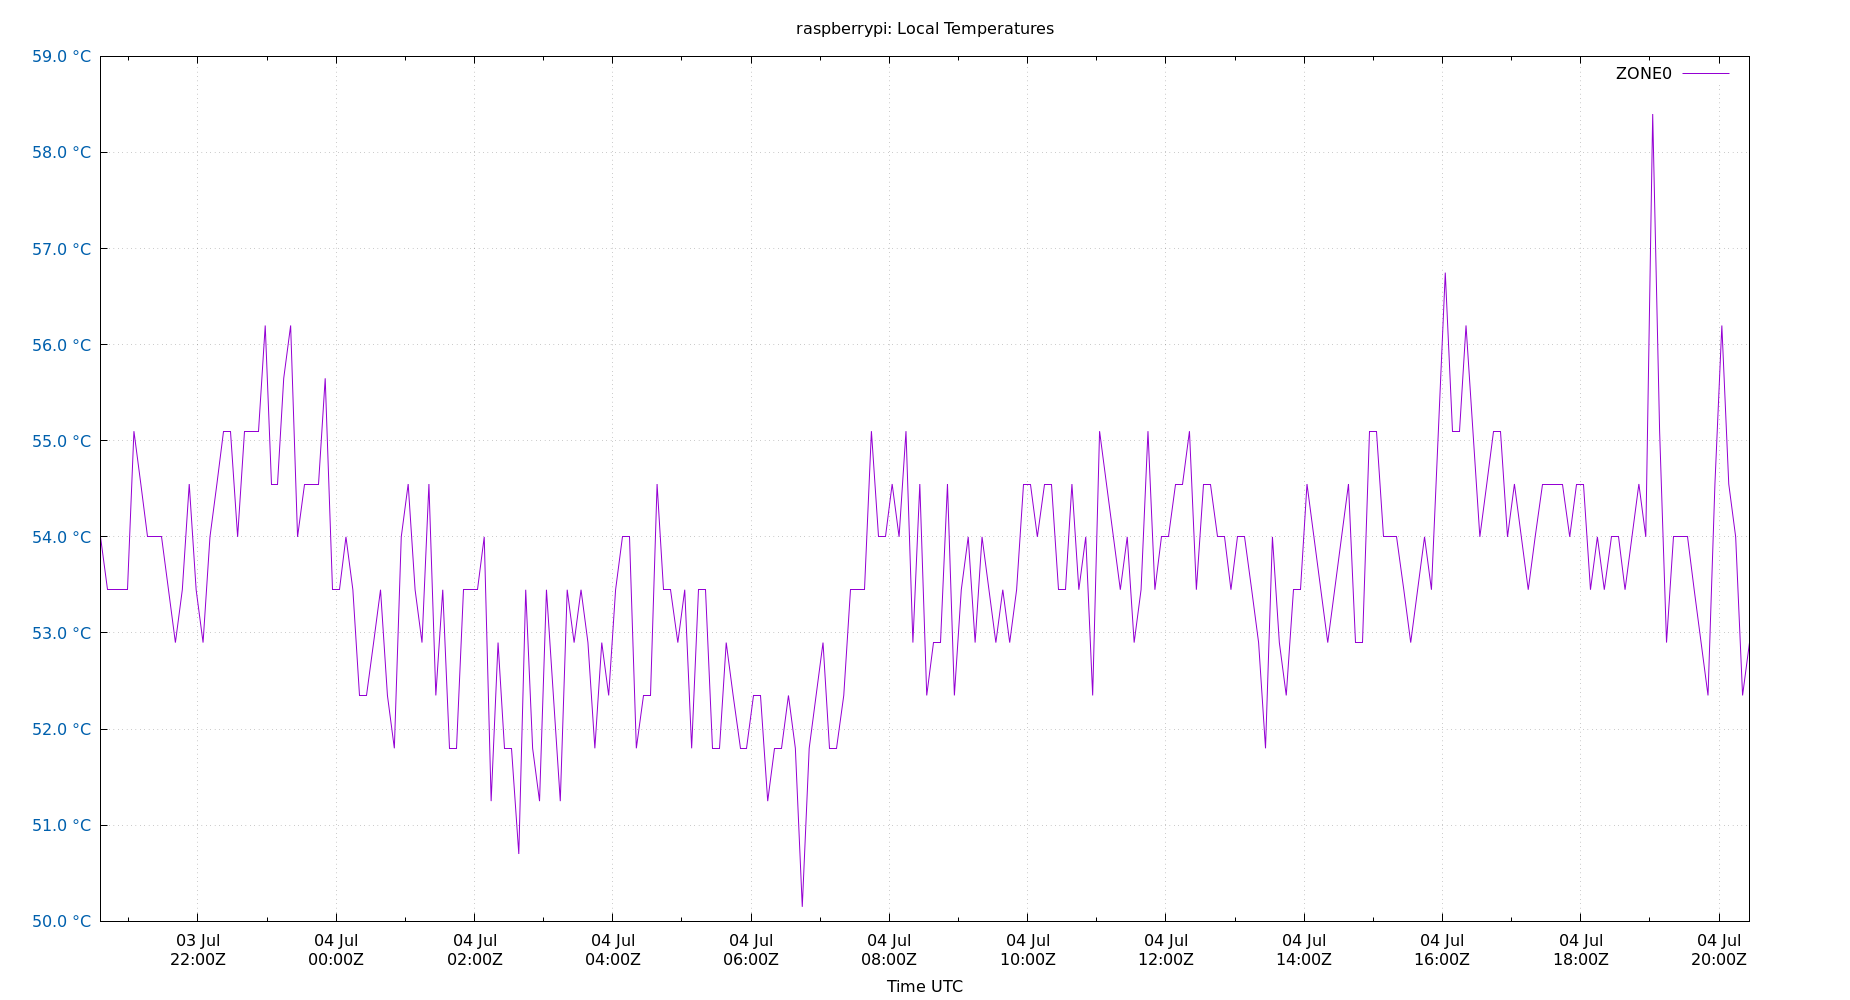 raspberrypi: Local Temperatures
ZONE0
59.0 °C
58.0 °C
57.0 °C
56.0 °C
55.0 °C
54.0 °C
53.0 °C
52.0 °C
51.0 °C
50.0 °C
03 Jul 04 Jul 04 Jul 04 Jul 04 Jul 04 Jul 04 Jul 04 Jul 04 Jul 04 Jul 04 Jul 04 Jul
22:00Z 00:00Z 02:00Z 04:00Z 06:00Z 08:00Z 10:00Z 12:00Z 14:00Z 16:00Z 18:00Z 20:00Z
Time UTC